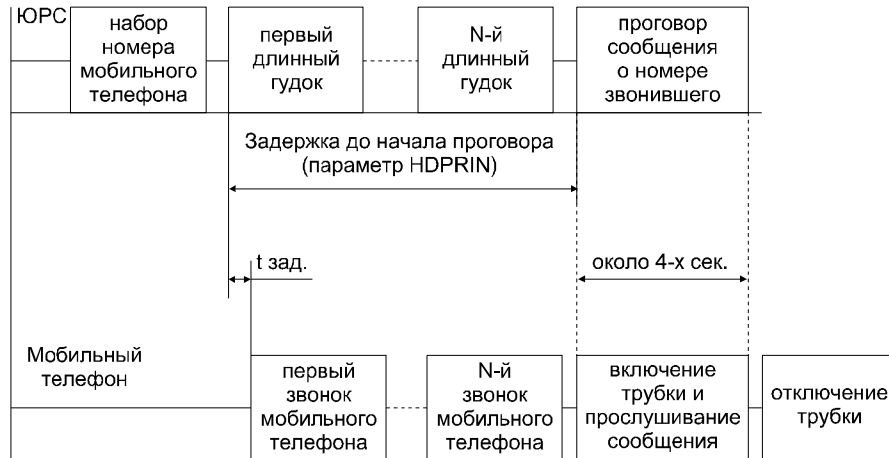 ЮРС
набор
номера
мобильного
телефона
первый
длинный
гудок
N-й
длинный
гудок
проговор
сообщения
о номере
звонившего
Задержка до начала проговора
(параметр HDPRIN)
t зад.
около 4-х сек.
Мобильный
телефон
первый
звонок
мобильного
телефона
N-й
звонок
мобильного
телефона
включение
трубки и
прослушивание
сообщения
отключение
трубки